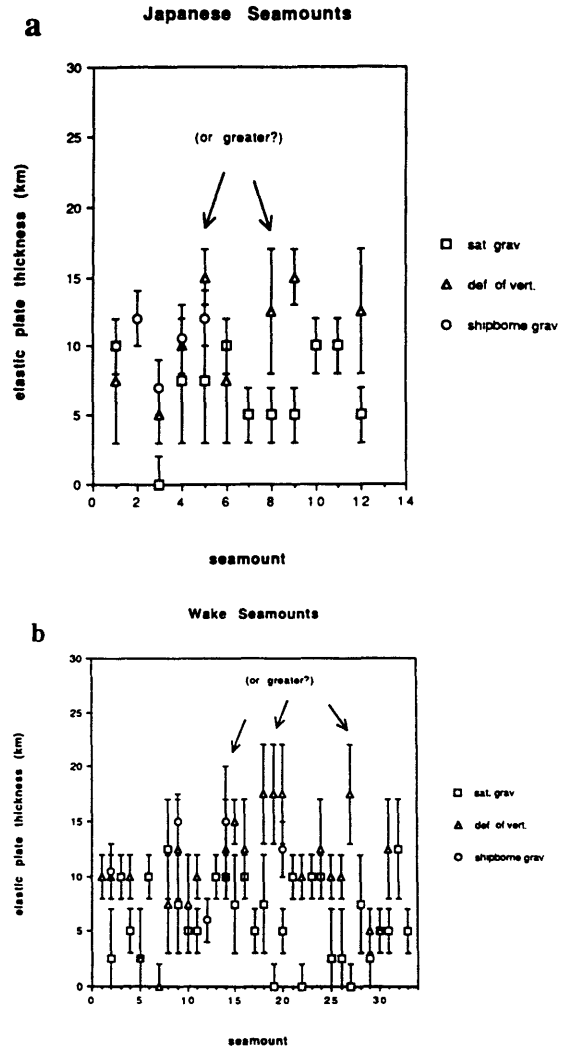 a
Japanese Seamounts
30
25
20
15
10
5
0
elastic plate thickness (km)
(or greater?)
0 2 4 6 8 10 12 14
seamount
sat grav
def of vert.
shipborne grav
b
Wake Seamounts
30
25
20
15
10
5
0
elastic plate thickness (km)
(or greater?)
0 5 10 15 20 25 30
seamount
sat. grav
def of vert.
shipborne grav